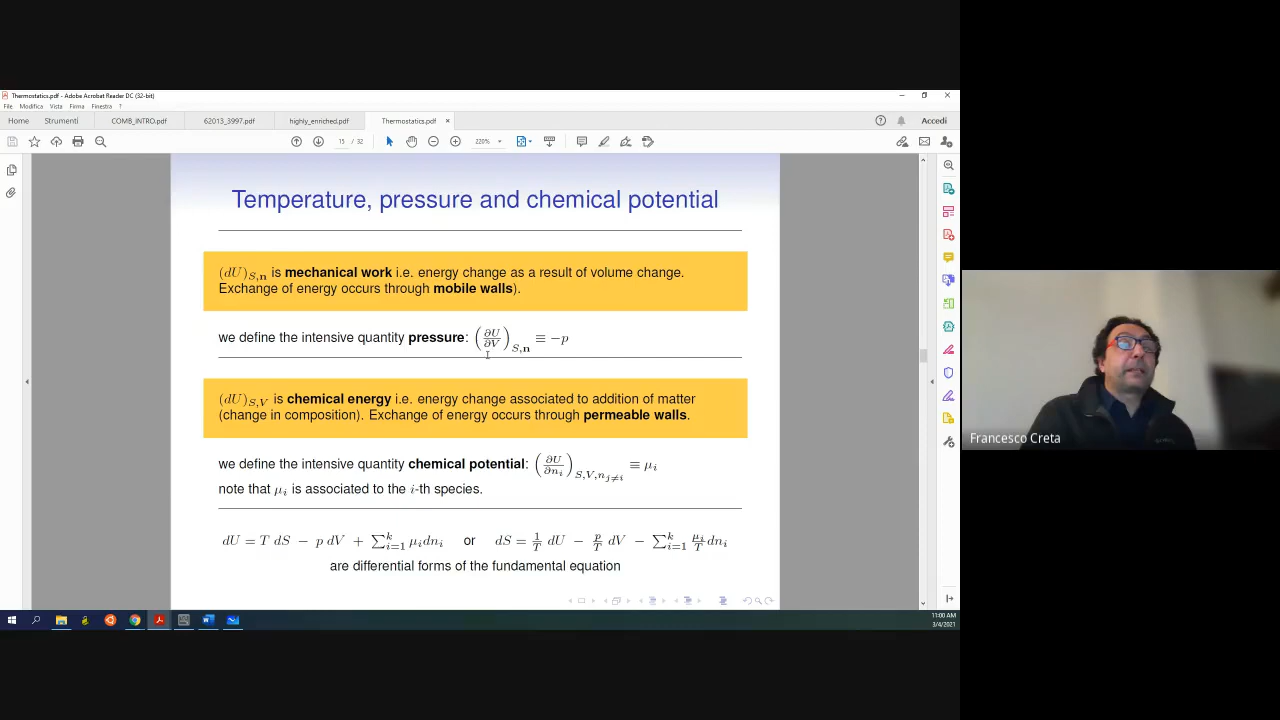 Thermostatics.pdf - Adobe Acrobat Reader DC (32-bit)
File Modifica Vista Firma Finestra ?
Home Strumenti COMB_INTRO.pdf 62013_3997.pdf highly_enriched.pdf Thermostatics.pdf × Accedi
15 / 32 220%
Temperature, pressure and chemical potential
(dU)_{S,n} is mechanical work i.e. energy change as a result of volume change.
Exchange of energy occurs through mobile walls).
we define the intensive quantity pressure: (∂U/∂V)_{S,n} ≡ −p
(dU)_{S,V} is chemical energy i.e. energy change associated to addition of matter
(change in composition). Exchange of energy occurs through permeable walls.
we define the intensive quantity chemical potential: (∂U/∂n_i)_{S,V,n_{j≠i}} ≡ μ_i
note that μ_i is associated to the i-th species.
dU = T dS − p dV + ∑_{i=1}^{k} μ_i dn_i or dS = 1/T dU − p/T dV − ∑_{i=1}^{k} μ_i/T dn_i
are differential forms of the fundamental equation
Francesco Creta
11:00 AM
3/4/2021